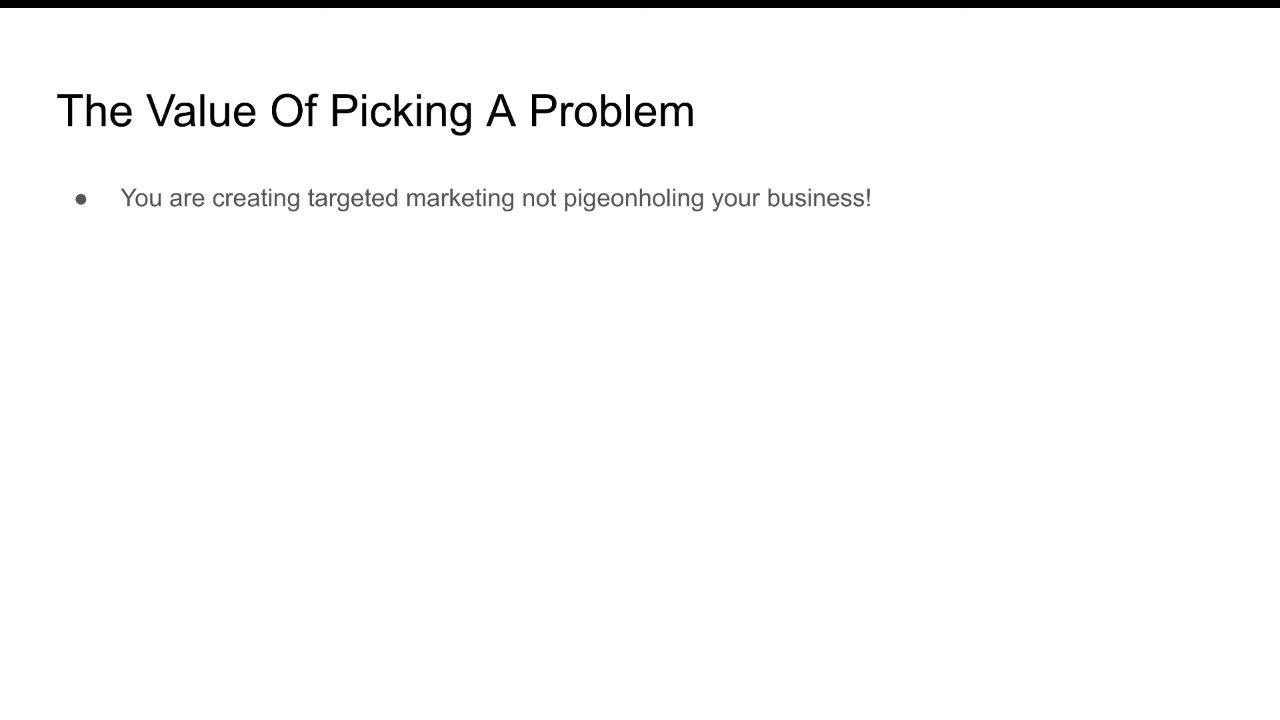 The Value Of Picking A Problem
● You are creating targeted marketing not pigeonholing your business!